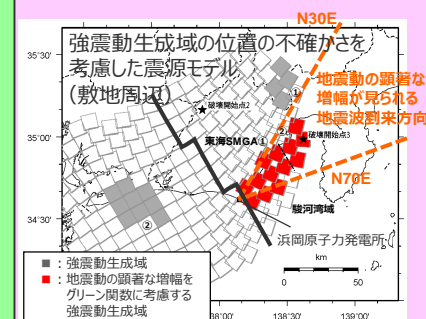 N30E
35˚30'
強震動生成域の位置の不確かさを
考慮した震源モデル
(敷地周辺)
①
破壊開始点2
地震動の顕著な
増幅が見られる
地震波到来方向
35˚00'
東海SMGA①
②
破壊開始点3
N70E
34˚30'
②
駿河湾域
浜岡原子力発電所
■：強震動生成域
■：地震動の顕著な増幅を
グリーン関数に考慮する
強震動生成域
km
0 50
138˚30'
139˚00'